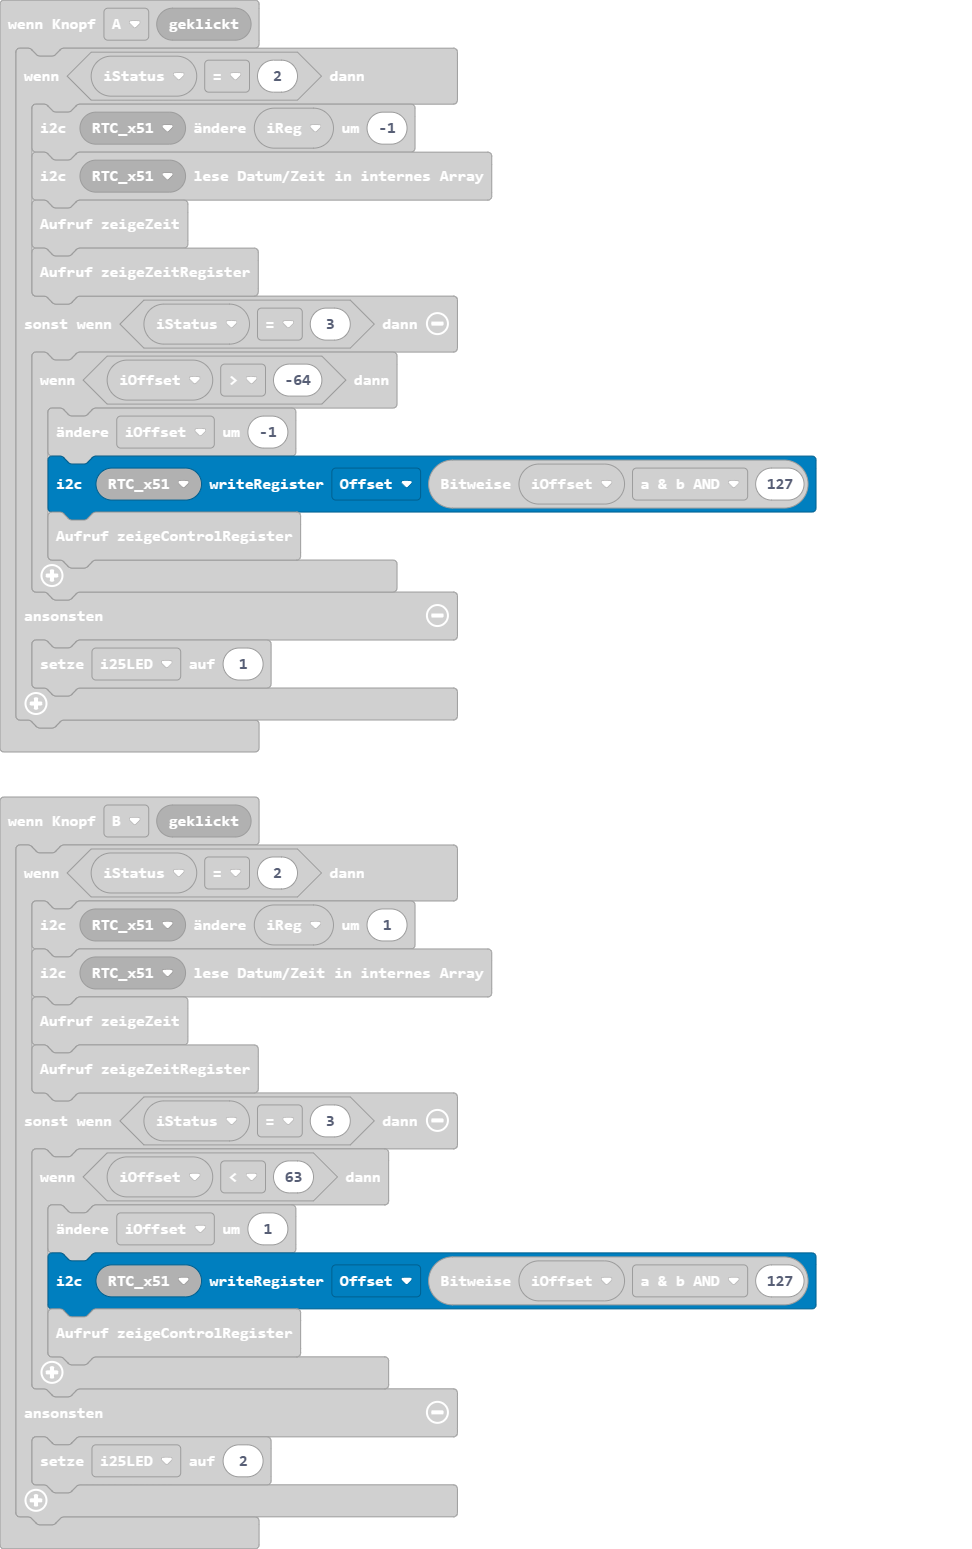 wenn Knopf A geklickt
wenn iStatus = 2 dann
i2c RTC_x51 ändere iReg um -1
i2c RTC_x51 lese Datum/Zeit in internes Array
Aufruf zeigeZeit
Aufruf zeigeZeitRegister
sonst wenn iStatus = 3 dann
wenn iOffset > -64 dann
ändere iOffset um -1
i2c RTC_x51 writeRegister Offset Bitweise iOffset a & b AND 127
Aufruf zeigeControlRegister
ansonsten
setze i25LED auf 1
wenn Knopf B geklickt
wenn iStatus = 2 dann
i2c RTC_x51 ändere iReg um 1
i2c RTC_x51 lese Datum/Zeit in internes Array
Aufruf zeigeZeit
Aufruf zeigeZeitRegister
sonst wenn iStatus = 3 dann
wenn iOffset < 63 dann
ändere iOffset um 1
i2c RTC_x51 writeRegister Offset Bitweise iOffset a & b AND 127
Aufruf zeigeControlRegister
ansonsten
setze i25LED auf 2